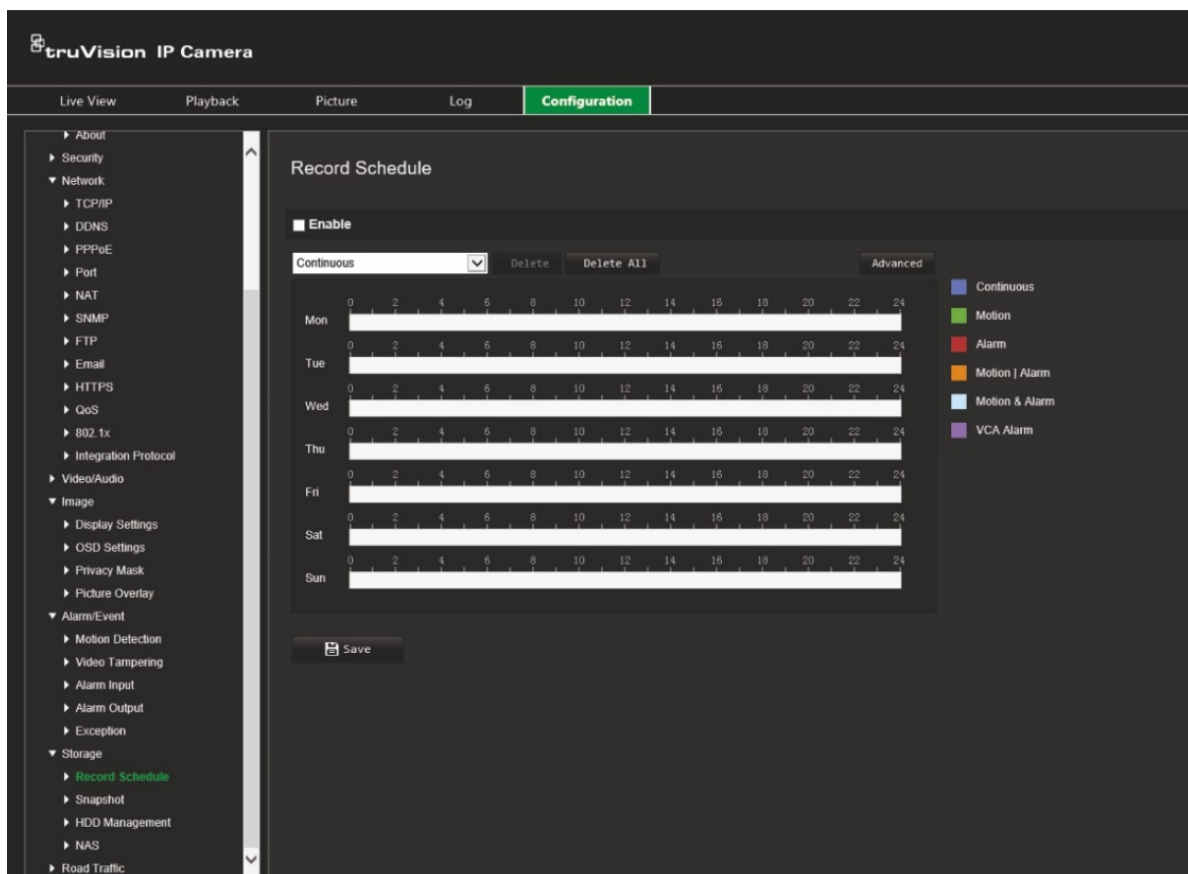 truVision IP Camera
Live View Playback Picture Log Configuration
About
Security
Network
TCP/IP
DDNS
PPPoE
Port
NAT
SNMP
FTP
Email
HTTPS
QoS
802.1x
Integration Protocol
Video/Audio
Image
Display Settings
OSD Settings
Privacy Mask
Picture Overlay
Alarm/Event
Motion Detection
Video Tampering
Alarm Input
Alarm Output
Exception
Storage
Record Schedule
Snapshot
HDD Management
NAS
Road Traffic
Record Schedule
Enable
Continuous Delete Delete All Advanced
0 2 4 6 8 10 12 14 16 18 20 22 24
Mon
0 2 4 6 8 10 12 14 16 18 20 22 24
Tue
0 2 4 6 8 10 12 14 16 18 20 22 24
Wed
0 2 4 6 8 10 12 14 16 18 20 22 24
Thu
0 2 4 6 8 10 12 14 16 18 20 22 24
Fri
0 2 4 6 8 10 12 14 16 18 20 22 24
Sat
0 2 4 6 8 10 12 14 16 18 20 22 24
Sun
Save
Continuous
Motion
Alarm
Motion | Alarm
Motion & Alarm
VCA Alarm